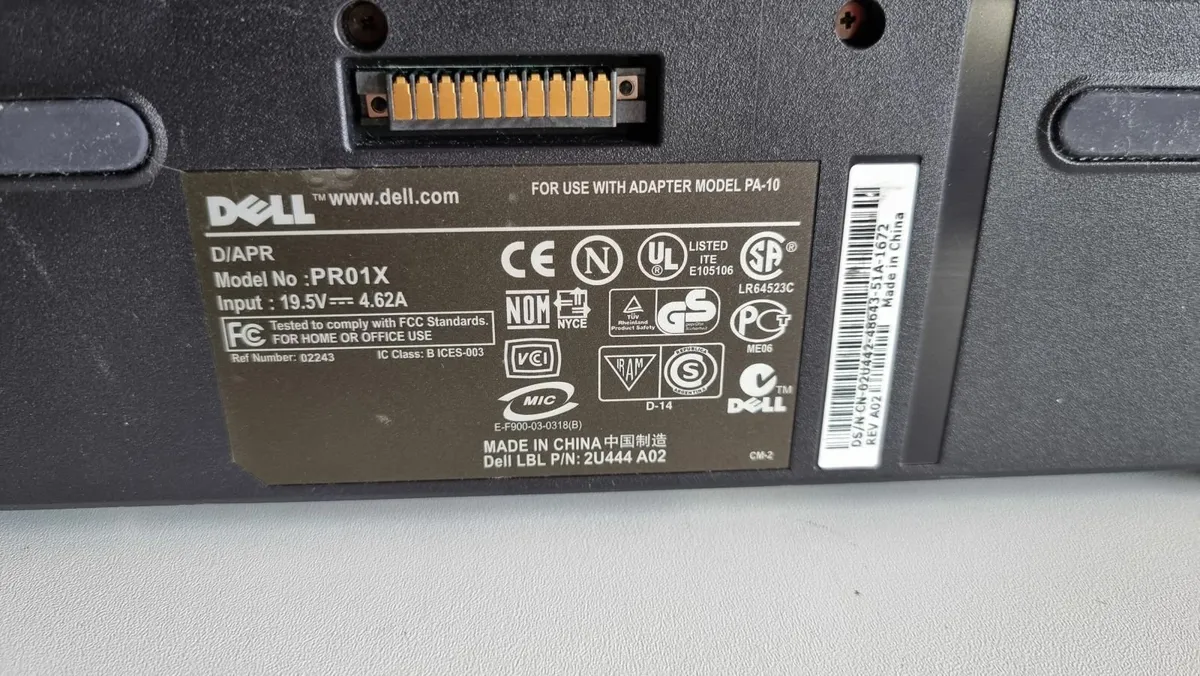 DELL™ www.dell.com
FOR USE WITH ADAPTER MODEL PA-10
D/APR
Model No :PR01X
Input : 19.5V⎓ 4.62A
FC Tested to comply with FCC Standards.
FOR HOME OR OFFICE USE
Ref Number: 02243 IC Class: B ICES-003
CE N UL® LISTED
ITE
E105106
SA®
LR64523C
NOM NYCE
TÜV
Rheinland
Product Safety
GS
PCT
ME06
VCI
IRAM
REPUBLICA
S
ARGENTINA
D-14
DELL™
MIC
E-F900-03-0318(B)
MADE IN CHINA 中国制造
Dell LBL P/N: 2U444 A02
CM-2
DS/N CN-02U442-48643-51A-1672
REV A02 Made in China